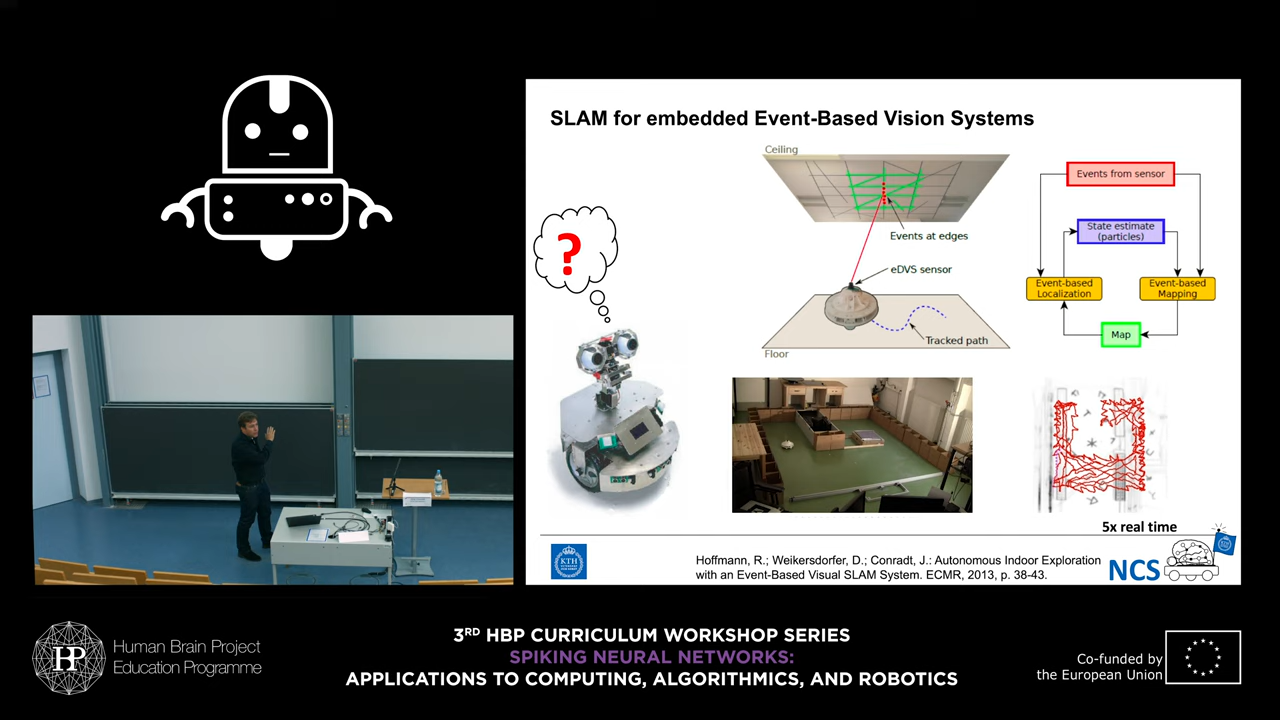 SLAM for embedded Event-Based Vision Systems
Ceiling
Events at edges
eDVS sensor
Tracked path
Floor
?
Events from sensor
State estimate
(particles)
Event-based
Localization
Event-based
Mapping
Map
5x real time
KTH
Hoffmann, R.; Weikersdorfer, D.; Conradt, J.: Autonomous Indoor Exploration
with an Event-Based Visual SLAM System. ECMR, 2013, p. 38-43.
NCS
HBP
Human Brain Project
Education Programme
3RD HBP CURRICULUM WORKSHOP SERIES
SPIKING NEURAL NETWORKS:
APPLICATIONS TO COMPUTING, ALGORITHMICS, AND ROBOTICS
Co-funded by
the European Union